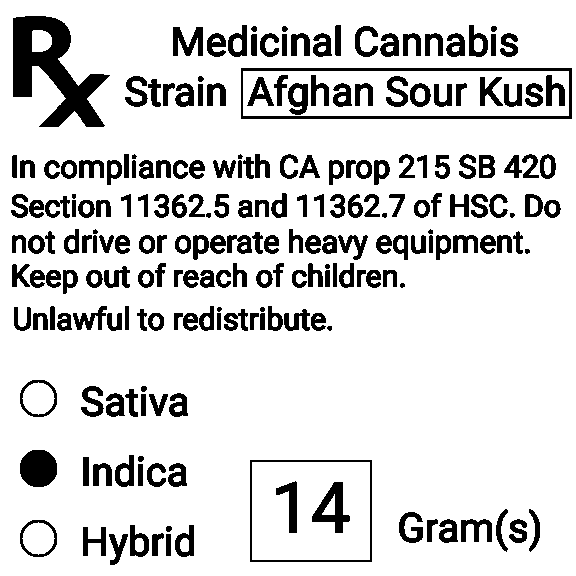 Rx Medicinal Cannabis
Strain Afghan Sour Kush
In compliance with CA prop 215 SB 420
Section 11362.5 and 11362.7 of HSC. Do
not drive or operate heavy equipment.
Keep out of reach of children.
Unlawful to redistribute.
Sativa
Indica
Hybrid
14 Gram(s)